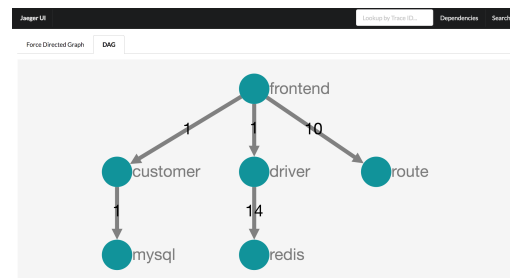 Jaeger UI
Lookup by Trace ID...
Dependencies
Search
Force Directed Graph
DAG
frontend
1
1
10
customer
driver
route
1
14
mysql
redis